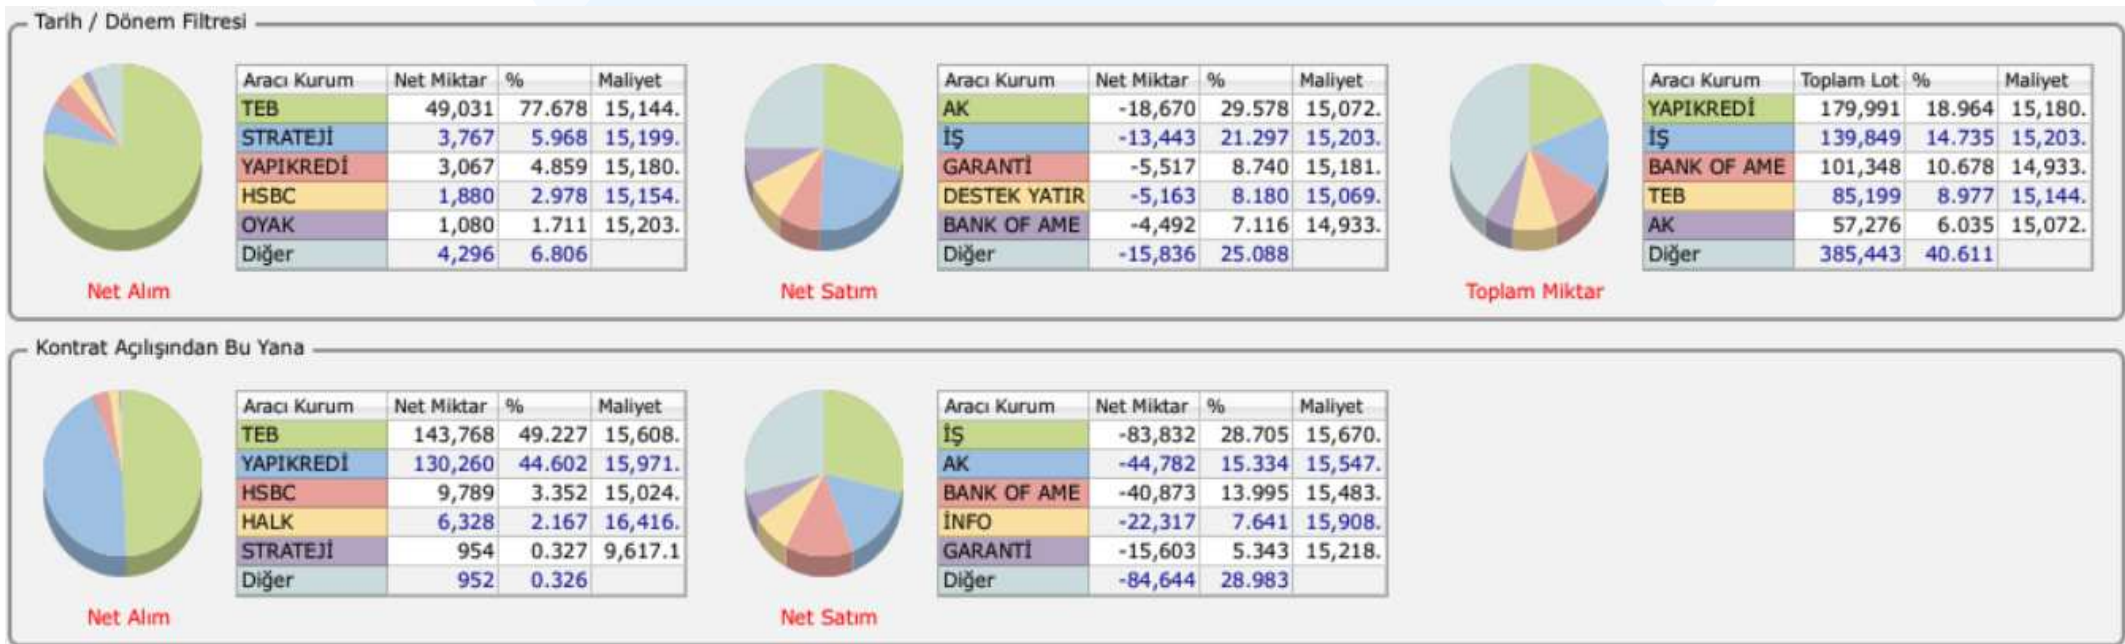 Tarih / Dönem Filtresi
Aracı Kurum Net Miktar % Maliyet
TEB 49,031 77.678 15,144.
STRATEJİ 3,767 5.968 15,199.
YAPIKREDİ 3,067 4.859 15,180.
HSBC 1,880 2.978 15,154.
OYAK 1,080 1.711 15,203.
Diğer 4,296 6.806
Net Alım
Aracı Kurum Net Miktar % Maliyet
AK -18,670 29.578 15,072.
İŞ -13,443 21.297 15,203.
GARANTİ -5,517 8.740 15,181.
DESTEK YATIR -5,163 8.180 15,069.
BANK OF AME -4,492 7.116 14,933.
Diğer -15,836 25.088
Net Satım
Aracı Kurum Toplam Lot % Maliyet
YAPIKREDİ 179,991 18.964 15,180.
İŞ 139,849 14.735 15,203.
BANK OF AME 101,348 10.678 14,933.
TEB 85,199 8.977 15,144.
AK 57,276 6.035 15,072.
Diğer 385,443 40.611
Toplam Miktar
Kontrat Açılışından Bu Yana
Aracı Kurum Net Miktar % Maliyet
TEB 143,768 49.227 15,608.
YAPIKREDİ 130,260 44.602 15,971.
HSBC 9,789 3.352 15,024.
HALK 6,328 2.167 16,416.
STRATEJİ 954 0.327 9,617.1
Diğer 952 0.326
Net Alım
Aracı Kurum Net Miktar % Maliyet
İŞ -83,832 28.705 15,670.
AK -44,782 15.334 15,547.
BANK OF AME -40,873 13.995 15,483.
İNFO -22,317 7.641 15,908.
GARANTİ -15,603 5.343 15,218.
Diğer -84,644 28.983
Net Satım